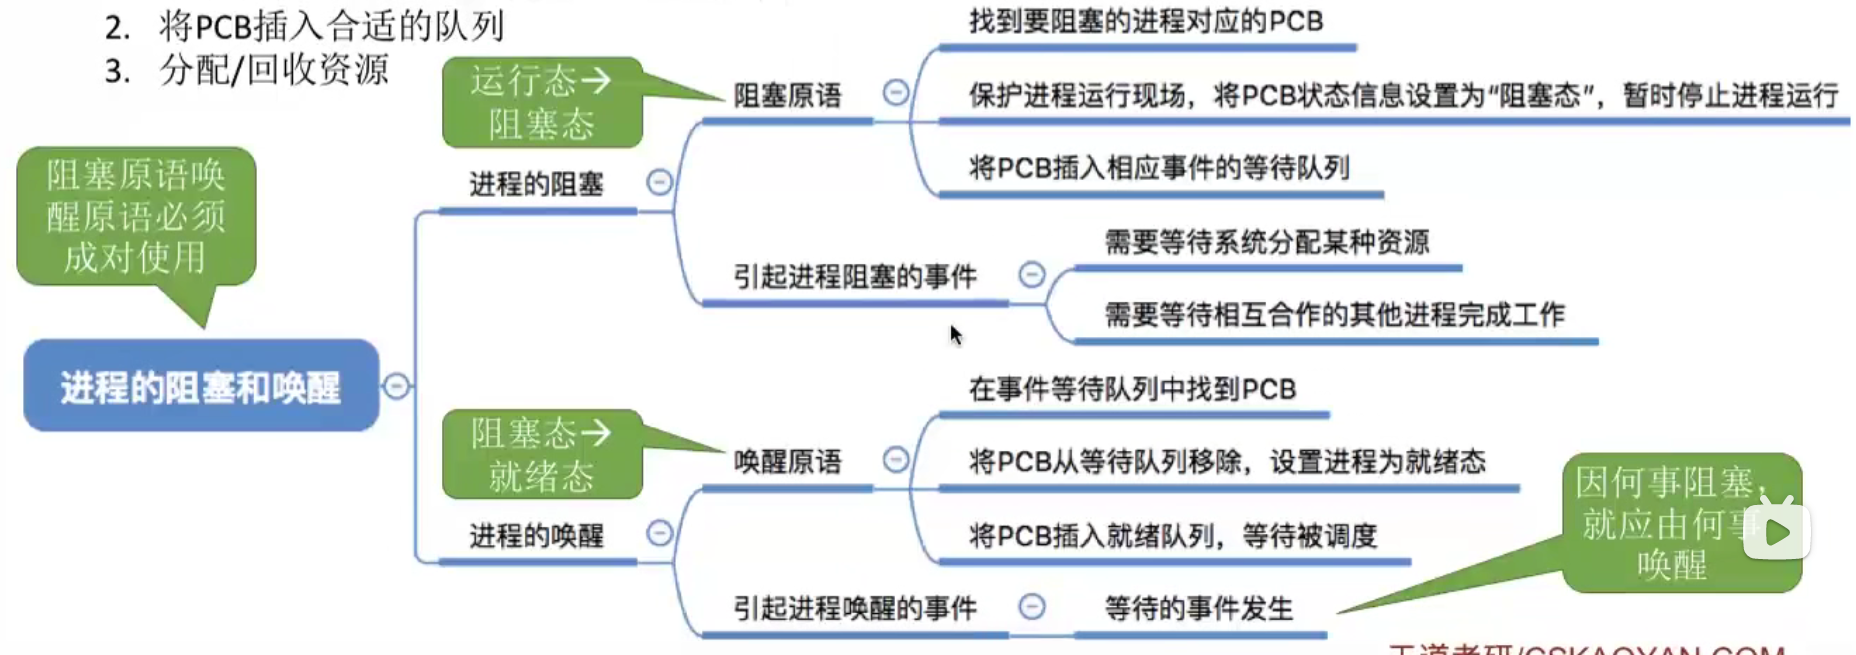 2. 将PCB插入合适的队列
3. 分配/回收资源
阻塞原语唤
醒原语必须
成对使用
进程的阻塞和唤醒
进程的阻塞
运行态→
阻塞态
阻塞原语
找到要阻塞的进程对应的PCB
保护进程运行现场，将PCB状态信息设置为“阻塞态”，暂时停止进程运行
将PCB插入相应事件的等待队列
引起进程阻塞的事件
需要等待系统分配某种资源
需要等待相互合作的其他进程完成工作
进程的唤醒
阻塞态→
就绪态
唤醒原语
在事件等待队列中找到PCB
将PCB从等待队列移除，设置进程为就绪态
将PCB插入就绪队列，等待被调度
引起进程唤醒的事件
等待的事件发生
因何事阻塞，
就应由何事
唤醒
王道考研/CSKAOYAN.COM